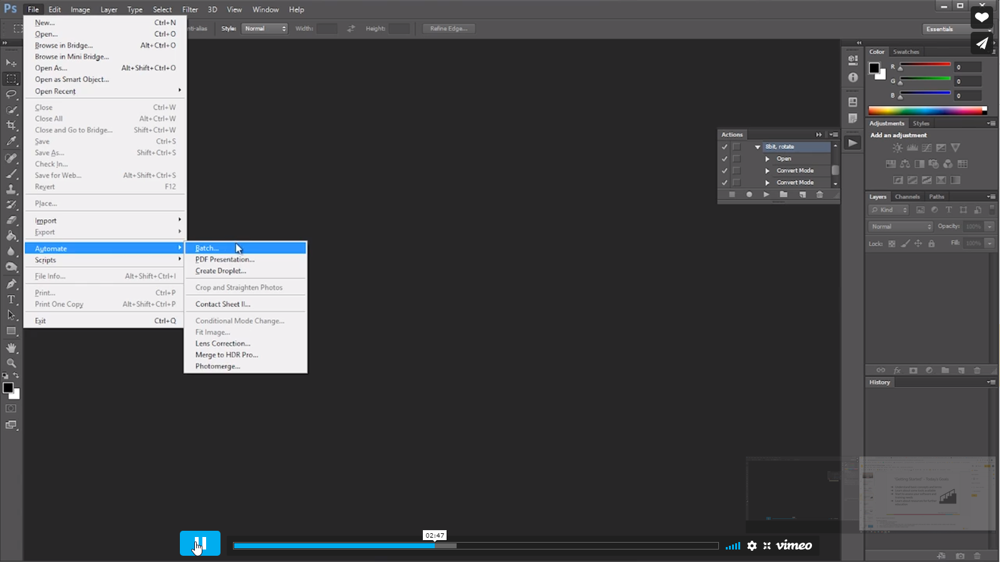 Ps File Edit Image Layer Type Select Filter 3D View Window Help
nti-alias Style: Normal Width: Height: Refine Edge... Essentials
New... Ctrl+N
Open... Ctrl+O
Browse in Bridge... Alt+Ctrl+O
Browse in Mini Bridge...
Open As... Alt+Shift+Ctrl+O
Open as Smart Object...
Open Recent
Close Ctrl+W
Close All Alt+Ctrl+W
Close and Go to Bridge... Shift+Ctrl+W
Save Ctrl+S
Save As... Shift+Ctrl+S
Check In...
Save for Web... Alt+Shift+Ctrl+S
Revert F12
Place...
Import
Export
Automate
Scripts
File Info... Alt+Shift+Ctrl+I
Print... Ctrl+P
Print One Copy Alt+Shift+Ctrl+P
Exit Ctrl+Q
Batch...
PDF Presentation...
Create Droplet...
Crop and Straighten Photos
Contact Sheet II...
Conditional Mode Change...
Fit Image...
Lens Correction...
Merge to HDR Pro...
Photomerge...
Actions
8bit, rotate
Open
Convert Mode
Convert Mode
Color Swatches
R 0
G 0
B 0
Adjustments Styles
Add an adjustment
Layers Channels Paths
Kind
Normal Opacity: 100%
Lock: Fill: 100%
History
"Getting Started" - Today's Goals
02:47
vimeo